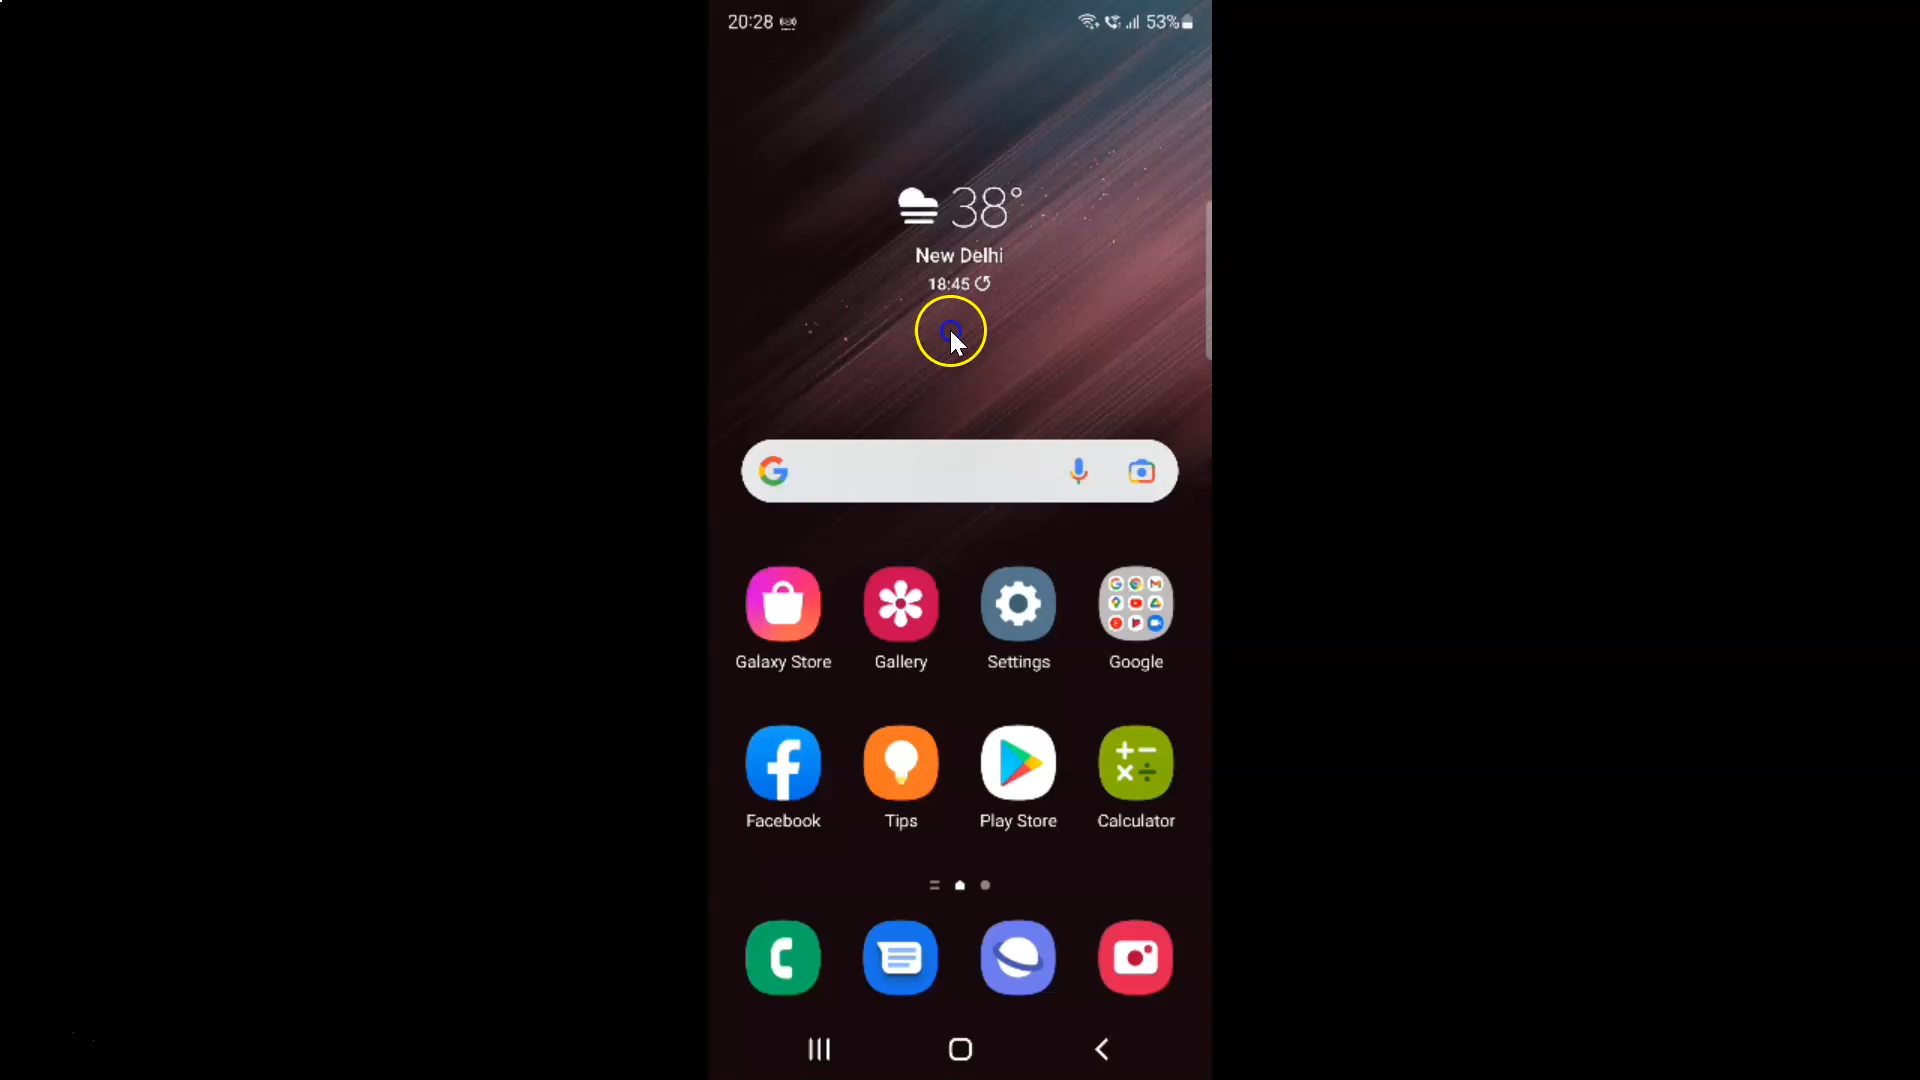 20:28 53%
38°
New Delhi
18:45
Galaxy Store Gallery Settings Google
Facebook Tips Play Store Calculator